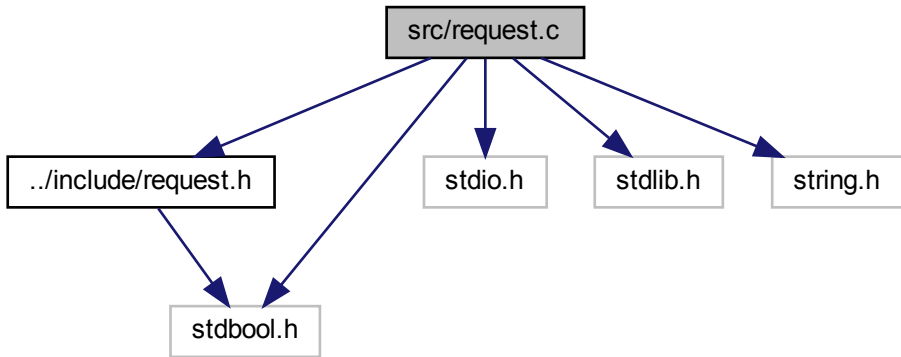 src/request.c
../include/request.h
stdio.h
stdlib.h
string.h
stdbool.h